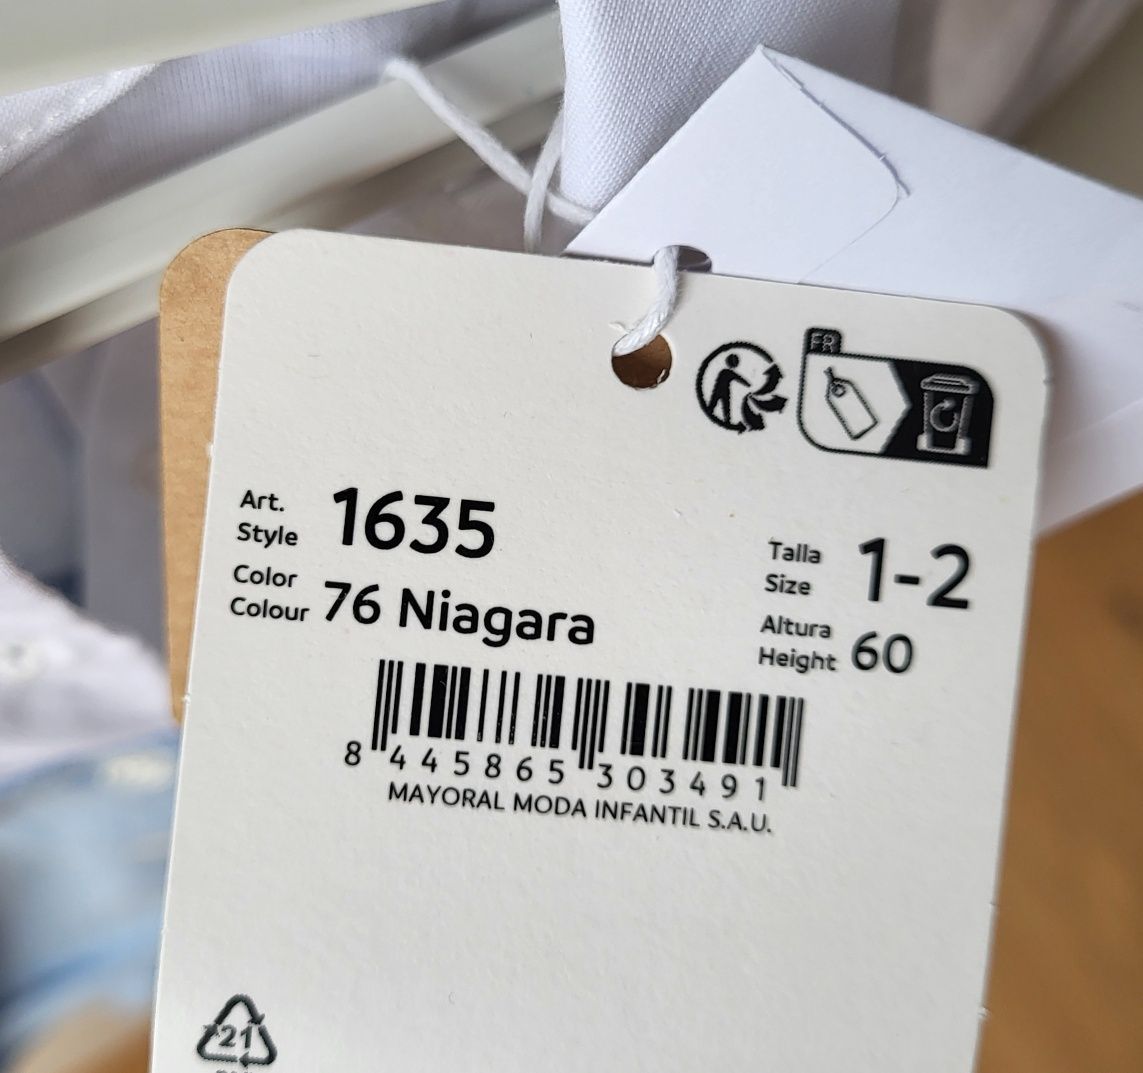 FR
Art.
Style
1635
Talla
Size
1-2
Color
Colour
76 Niagara
Altura
Height
60
8 445865 303491
MAYORAL MODA INFANTIL S.A.U.
21